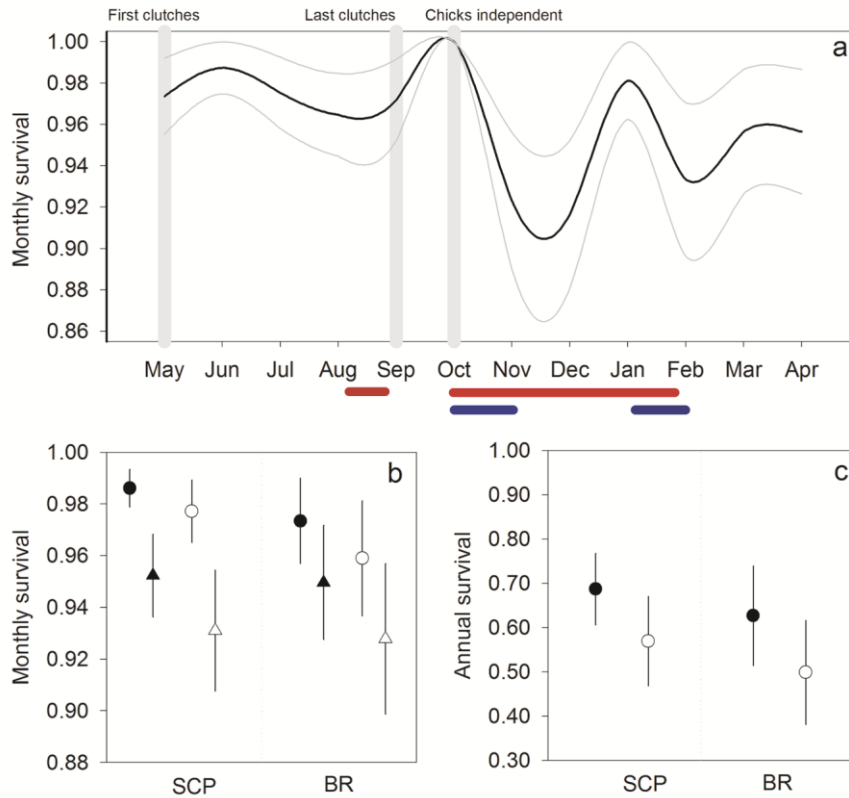 First clutches Last clutches Chicks independent
a
Monthly survival
1.00
0.98
0.96
0.94
0.92
0.90
0.88
0.86
May Jun Jul Aug Sep Oct Nov Dec Jan Feb Mar Apr
b
Monthly survival
1.00
0.98
0.96
0.94
0.92
0.90
0.88
SCP BR
c
Annual survival
1.00
0.90
0.80
0.70
0.60
0.50
0.40
0.30
SCP BR